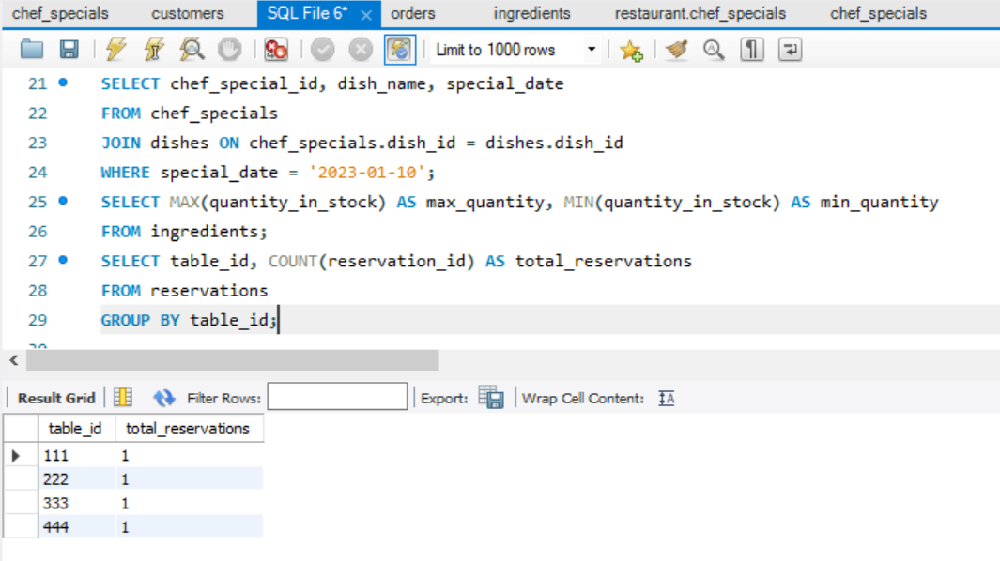 chef_specials customers SQL File 6* orders ingredients restaurant.chef_specials chef_specials
Limit to 1000 rows
21 SELECT chef_special_id, dish_name, special_date
22 FROM chef_specials
23 JOIN dishes ON chef_specials.dish_id = dishes.dish_id
24 WHERE special_date = '2023-01-10';
25 SELECT MAX(quantity_in_stock) AS max_quantity, MIN(quantity_in_stock) AS min_quantity
26 FROM ingredients;
27 SELECT table_id, COUNT(reservation_id) AS total_reservations
28 FROM reservations
29 GROUP BY table_id;
30
Result Grid Filter Rows: Export: Wrap Cell Content:
table_id total_reservations
111 1
222 1
333 1
444 1